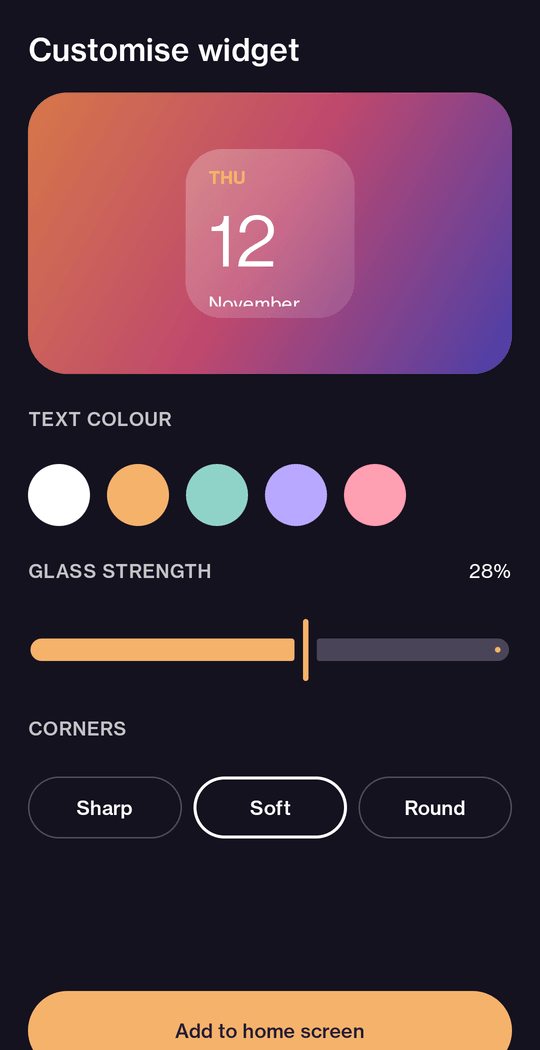 Customise widget
THU
12
November
TEXT COLOUR
GLASS STRENGTH 28%
CORNERS
Sharp Soft Round
Add to home screen